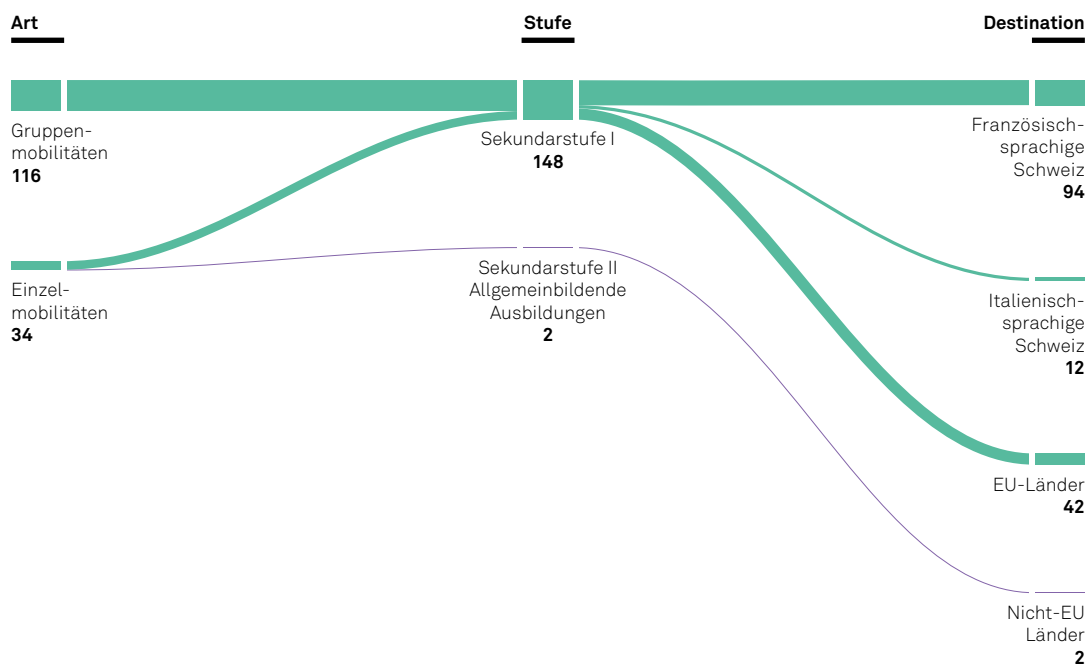 Art
Stufe
Destination
Gruppen-
mobilitäten
116
Einzel-
mobilitäten
34
Sekundarstufe I
148
Sekundarstufe II
Allgemeinbildende
Ausbildungen
2
Französisch-
sprachige
Schweiz
94
Italienisch-
sprachige
Schweiz
12
EU-Länder
42
Nicht-EU
Länder
2